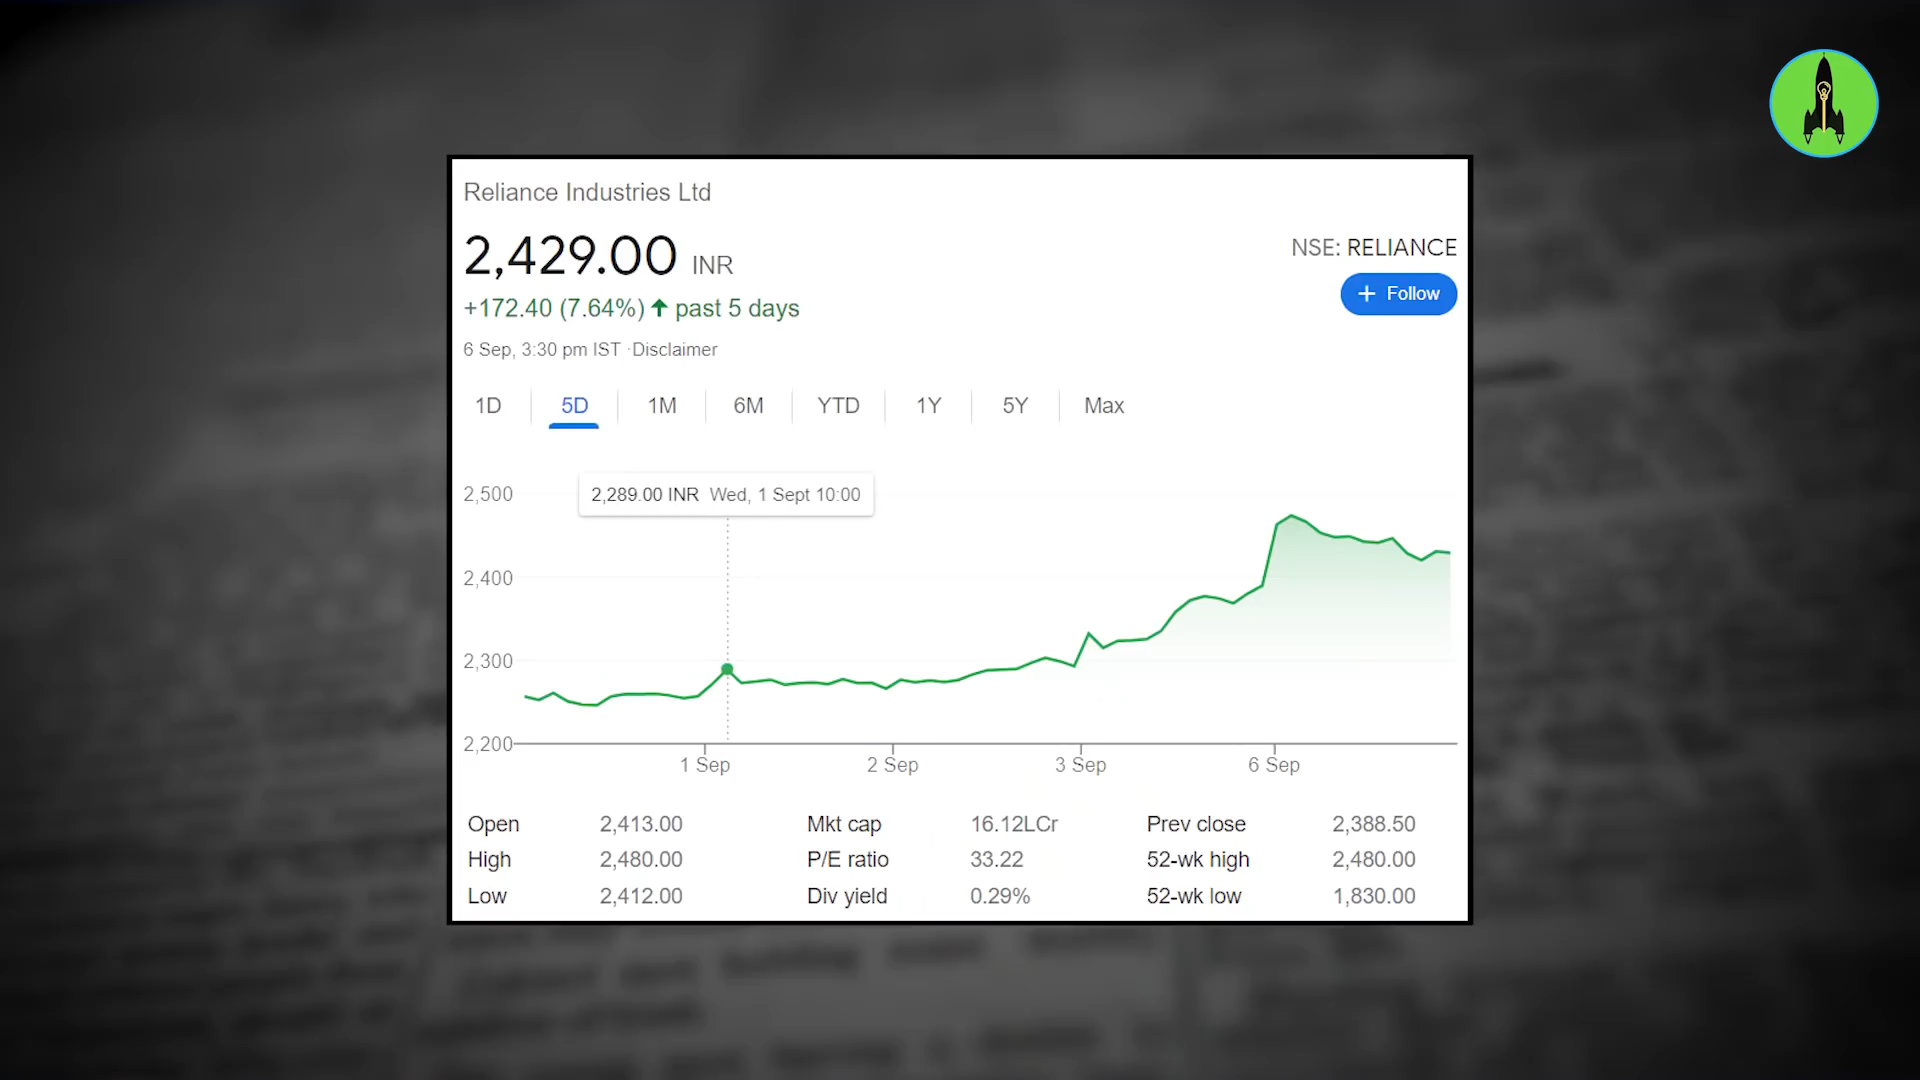 Reliance Industries Ltd
2,429.00 INR
NSE: RELIANCE
+ Follow
+172.40 (7.64%) ↑ past 5 days
6 Sep, 3:30 pm IST ·Disclaimer
1D 5D 1M 6M YTD 1Y 5Y Max
2,289.00 INR Wed, 1 Sept 10:00
2,500
2,400
2,300
2,200
1 Sep 2 Sep 3 Sep 6 Sep
Open 2,413.00 Mkt cap 16.12LCr Prev close 2,388.50
High 2,480.00 P/E ratio 33.22 52-wk high 2,480.00
Low 2,412.00 Div yield 0.29% 52-wk low 1,830.00